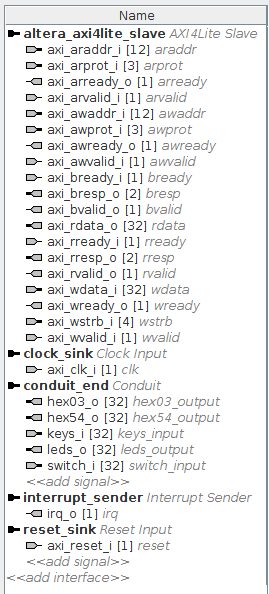 Name
altera_axi4lite_slave AXI4Lite Slave
axi_araddr_i [12] araddr
axi_arprot_i [3] arprot
axi_arready_o [1] arready
axi_arvalid_i [1] arvalid
axi_awaddr_i [12] awaddr
axi_awprot_i [3] awprot
axi_awready_o [1] awready
axi_awvalid_i [1] awvalid
axi_bready_i [1] bready
axi_bresp_o [2] bresp
axi_bvalid_o [1] bvalid
axi_rdata_o [32] rdata
axi_rready_i [1] rready
axi_rresp_o [2] rresp
axi_rvalid_o [1] rvalid
axi_wdata_i [32] wdata
axi_wready_o [1] wready
axi_wstrb_i [4] wstrb
axi_wvalid_i [1] wvalid
clock_sink Clock Input
axi_clk_i [1] clk
conduit_end Conduit
hex03_o [32] hex03_output
hex54_o [32] hex54_output
keys_i [32] keys_input
leds_o [32] leds_output
switch_i [32] switch_input
<<add signal>>
interrupt_sender Interrupt Sender
irq_o [1] irq
reset_sink Reset Input
axi_reset_i [1] reset
<<add signal>>
<<add interface>>